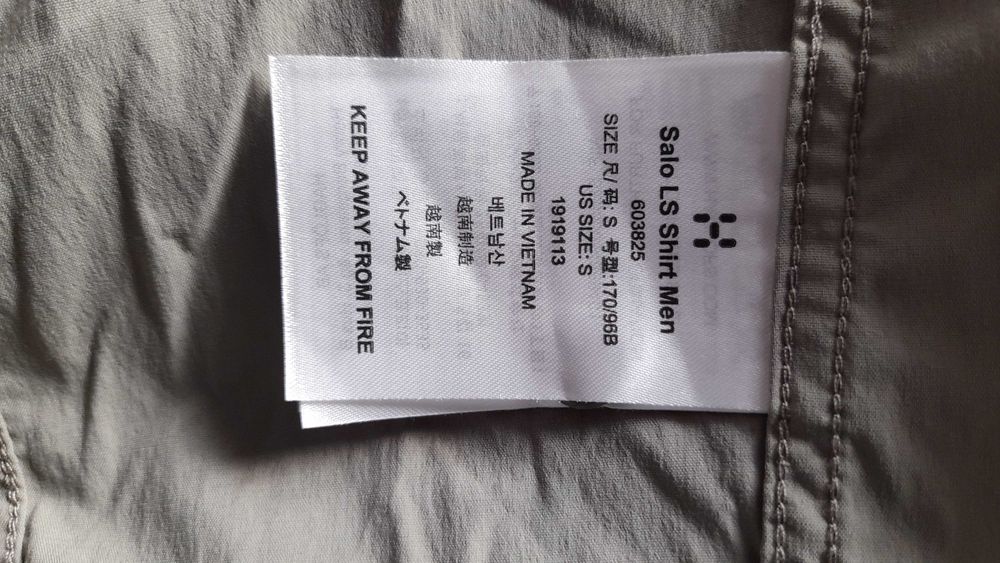 Salo LS Shirt Men
603825
SIZE 尺/ 码: S 号型:170/96B
US SIZE: S
1919113
MADE IN VIETNAM
베트남산
越南制造
越南製
ベトナム製
KEEP AWAY FROM FIRE